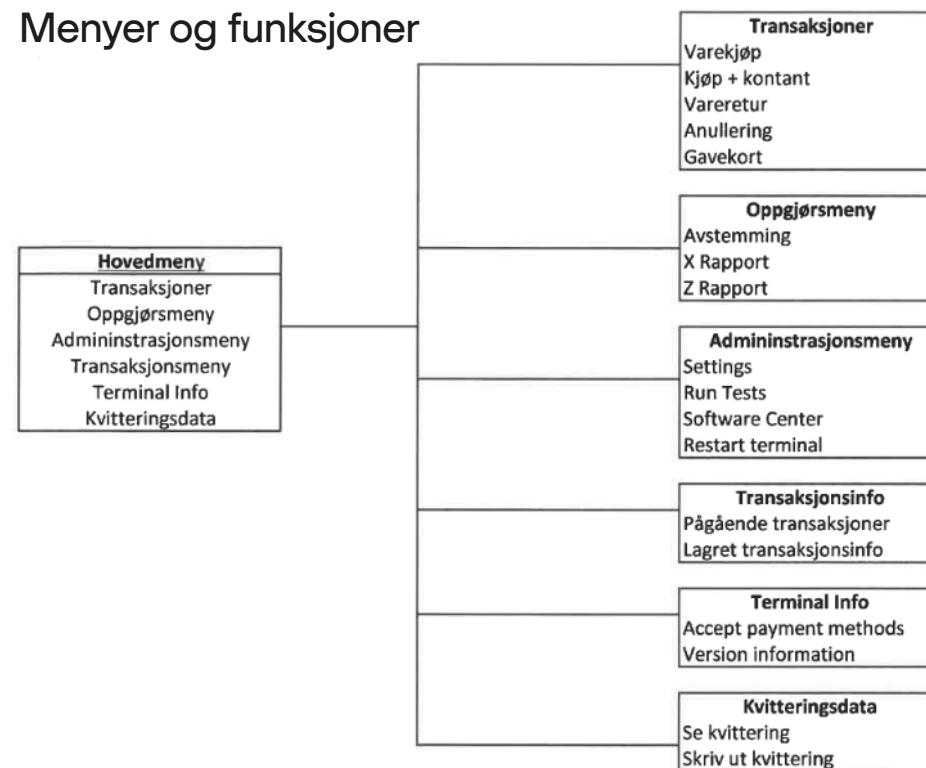 Menyer og funksjoner
Hovedmeny
Transaksjoner
Oppgjørsmeny
Admininstrasjonsmeny
Transaksjonsmeny
Terminal Info
Kvitteringsdata
Transaksjoner
Varekjøp
Kjøp + kontant
Vareretur
Anullering
Gavekort
Oppgjørsmeny
Avstemming
X Rapport
Z Rapport
Admininstrasjonsmeny
Settings
Run Tests
Software Center
Restart terminal
Transaksjonsinfo
Pågående transaksjoner
Lagret transaksjonsinfo
Terminal Info
Accept payment methods
Version information
Kvitteringsdata
Se kvittering
Skriv ut kvittering